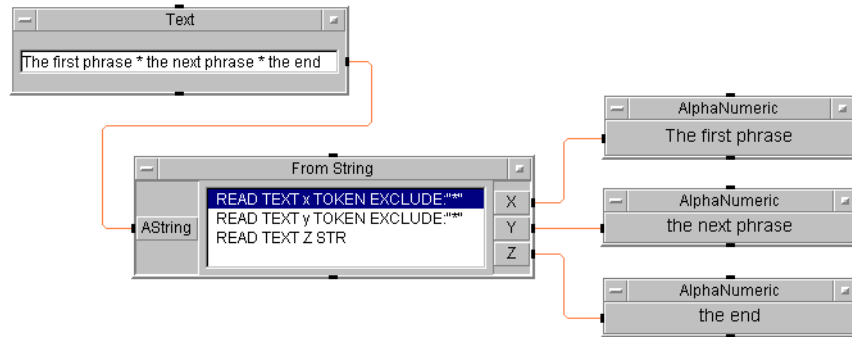 Text
The first phrase * the next phrase * the end
From String
AString
READ TEXT x TOKEN EXCLUDE:"*"
READ TEXT y TOKEN EXCLUDE:"*"
READ TEXT Z STR
X
Y
Z
AlphaNumeric
The first phrase
AlphaNumeric
the next phrase
AlphaNumeric
the end